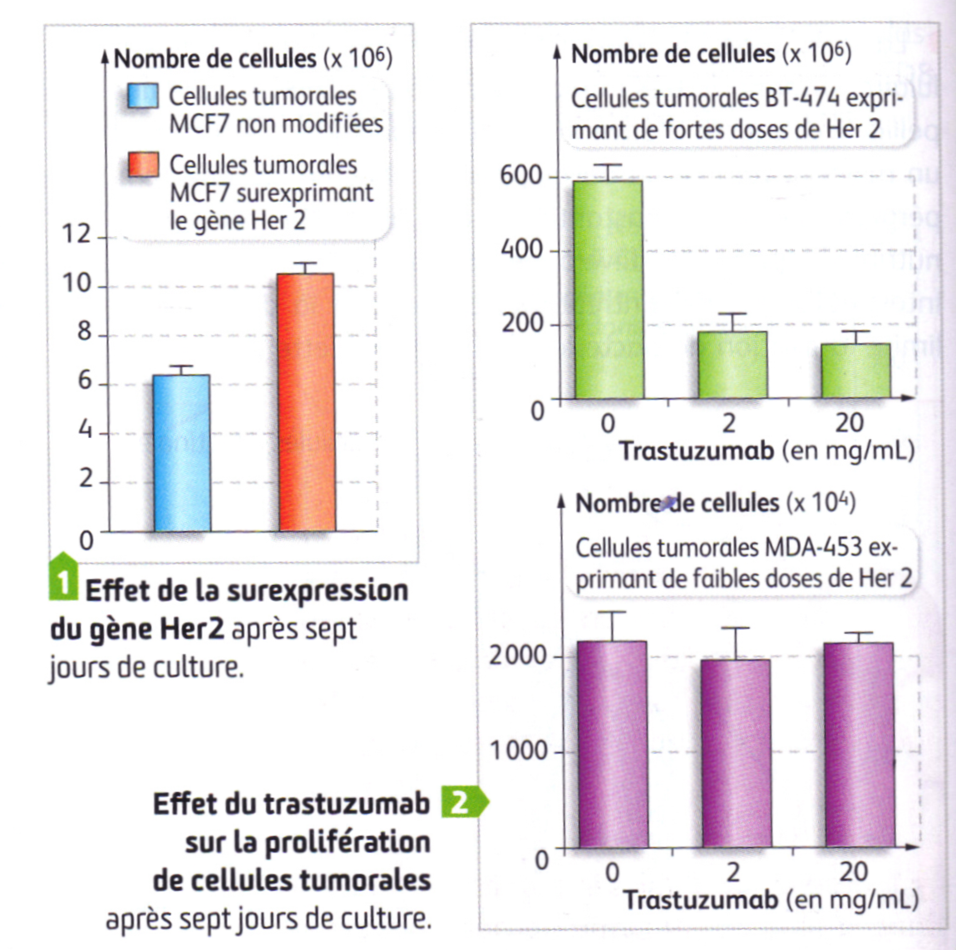 Nombre de cellules (x 10⁶)
Cellules tumorales
MCF7 non modifiées
Cellules tumorales
MCF7 surexprimant
le gène Her 2
12
10
8
6
4
2
0
1 Effet de la surexpression
du gène Her2 après sept
jours de culture.
Nombre de cellules (x 10⁶)
Cellules tumorales BT-474 expri-
mant de fortes doses de Her 2
600
400
200
0
0 2 20
Trastuzumab (en mg/mL)
Nombre de cellules (x 10⁴)
Cellules tumorales MDA-453 ex-
primant de faibles doses de Her 2
2 000
1 000
0
0 2 20
Trastuzumab (en mg/mL)
Effet du trastuzumab 2
sur la prolifération
de cellules tumorales
après sept jours de culture.